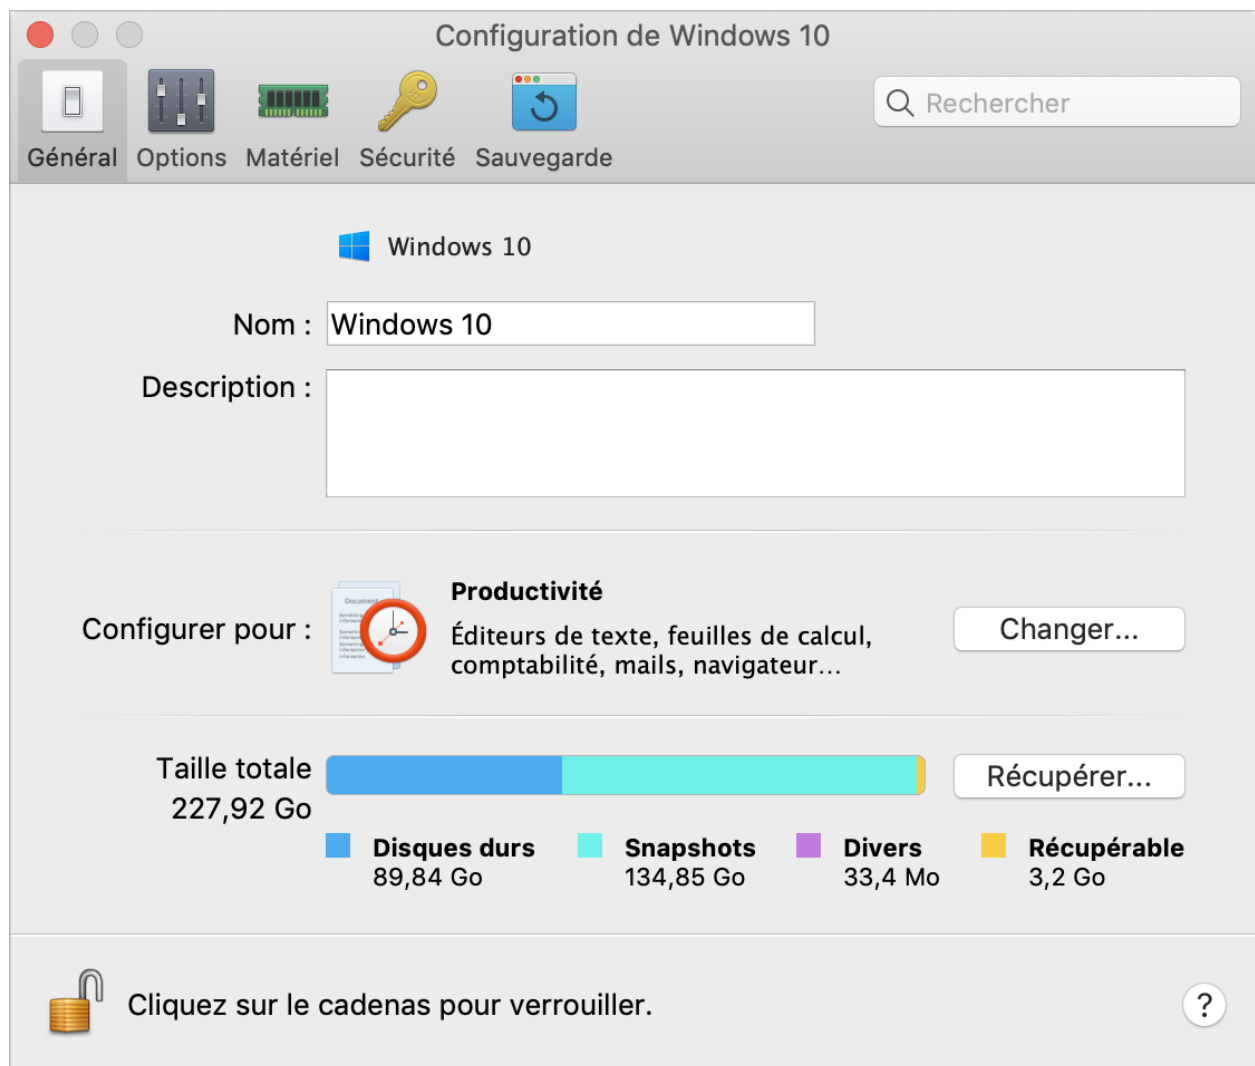 Configuration de Windows 10
Général
Options
Matériel
Sécurité
Sauvegarde
Rechercher
Windows 10
Nom :
Windows 10
Description :
Configurer pour :
Document
Productivité
Éditeurs de texte, feuilles de calcul,
comptabilité, mails, navigateur...
Changer...
Taille totale
227,92 Go
Récupérer...
Disques durs
89,84 Go
Snapshots
134,85 Go
Divers
33,4 Mo
Récupérable
3,2 Go
Cliquez sur le cadenas pour verrouiller.
?